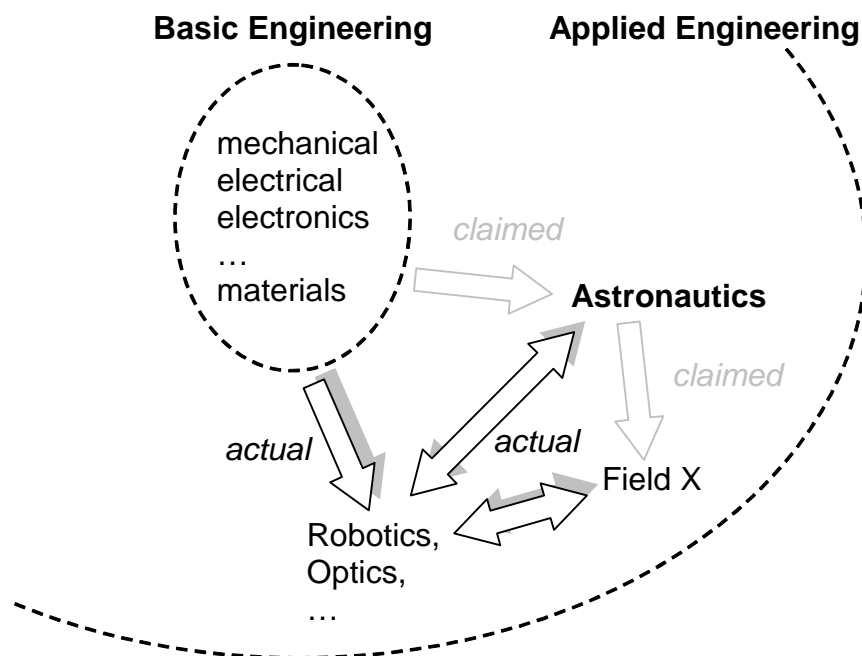 Basic Engineering
Applied Engineering
mechanical
electrical
electronics
…
materials
claimed
Astronautics
claimed
actual
actual
Field X
Robotics,
Optics,
…